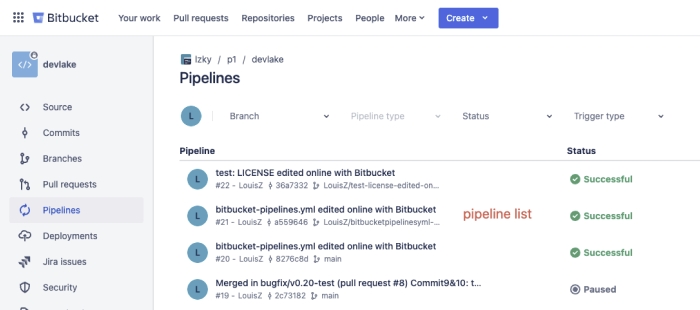 Bitbucket Your work Pull requests Repositories Projects People More Create
devlake
lzky / p1 / devlake
Pipelines
Source
Commits
Branches
Pull requests
Pipelines
Deployments
Jira issues
Security
L Branch Pipeline type Status Trigger type
Pipeline Status
L test: LICENSE edited online with Bitbucket Successful
#22 - LouisZ 36a7332 LouisZ/test-license-edited-on...
L bitbucket-pipelines.yml edited online with Bitbucket pipeline list Successful
#21 - LouisZ a559646 LouisZ/bitbucketpipelinesyml-...
L bitbucket-pipelines.yml edited online with Bitbucket Successful
#20 - LouisZ 8276c8d main
L Merged in bugfix/v0.20-test (pull request #8) Commit9&10: t... Paused
#19 - LouisZ 2c73182 main